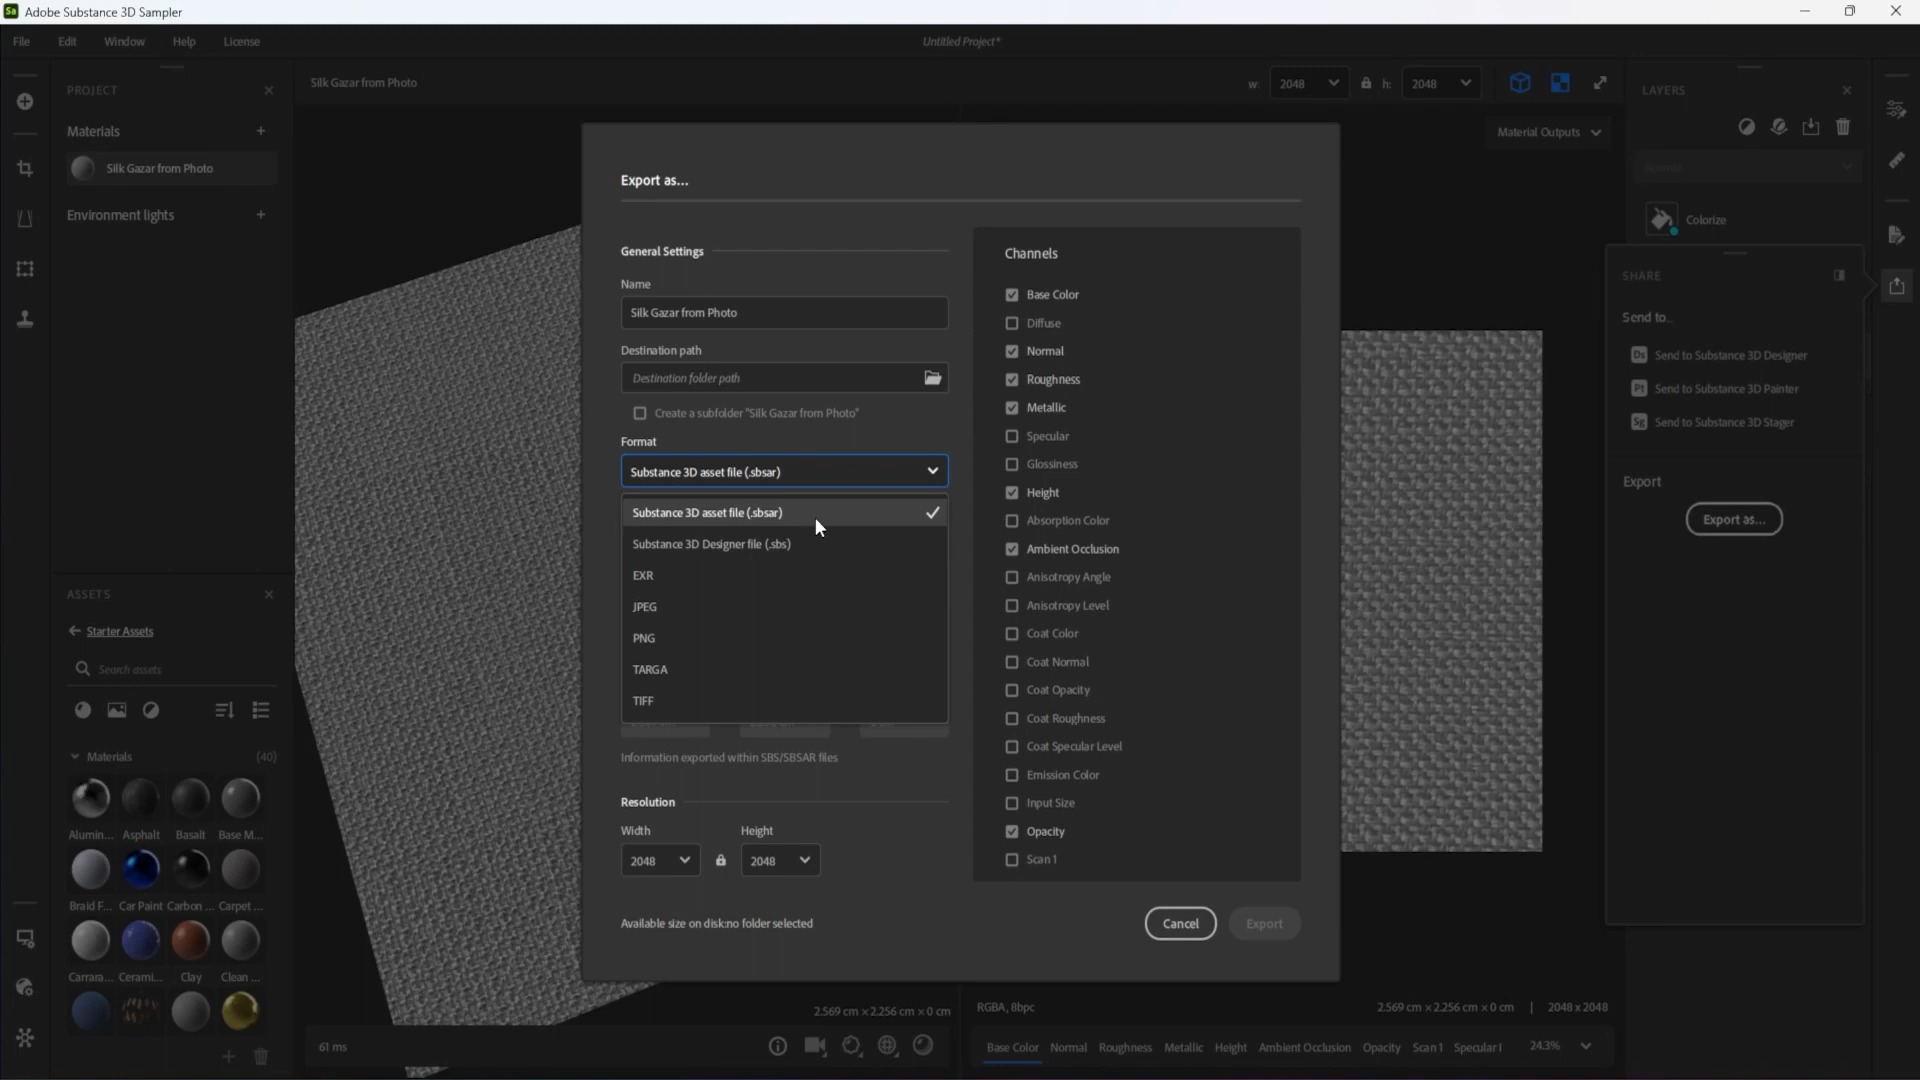 Adobe Substance 3D Sampler
File Edit Window Help License
Untitled Project*
PROJECT
Materials
Silk Gazar from Photo
Environment lights
ASSETS
Starter Assets
Search assets
Materials (40)
Alumin... Asphalt Basalt Base M...
Braid F... Car Paint Carbon ... Carpet ...
Carrara... Cerami... Clay Clean ...
Silk Gazar from Photo
w: 2048 h: 2048
Material Outputs
Export as...
General Settings
Name
Silk Gazar from Photo
Destination path
Destination folder path
Create a subfolder "Silk Gazar from Photo"
Format
Substance 3D asset file (.sbsar)
Substance 3D asset file (.sbsar)
Substance 3D Designer file (.sbs)
EXR
JPEG
PNG
TARGA
TIFF
Information exported within SBS/SBSAR files
Resolution
Width Height
2048 2048
Available size on disk:no folder selected
Channels
Base Color
Diffuse
Normal
Roughness
Metallic
Specular
Glossiness
Height
Absorption Color
Ambient Occlusion
Anisotropy Angle
Anisotropy Level
Coat Color
Coat Normal
Coat Opacity
Coat Roughness
Coat Specular Level
Emission Color
Input Size
Opacity
Scan 1
Cancel Export
61 ms
2.569 cm x 2.256 cm x 0 cm
RGBA, 8bpc
2.569 cm x 2.256 cm x 0 cm | 2048 x 2048
Base Color Normal Roughness Metallic Height Ambient Occlusion Opacity Scan 1 Specular l 24.3%
LAYERS
Colorize
SHARE
Send to..
Ds Send to Substance 3D Designer
Pt Send to Substance 3D Painter
Sg Send to Substance 3D Stager
Export
Export as...